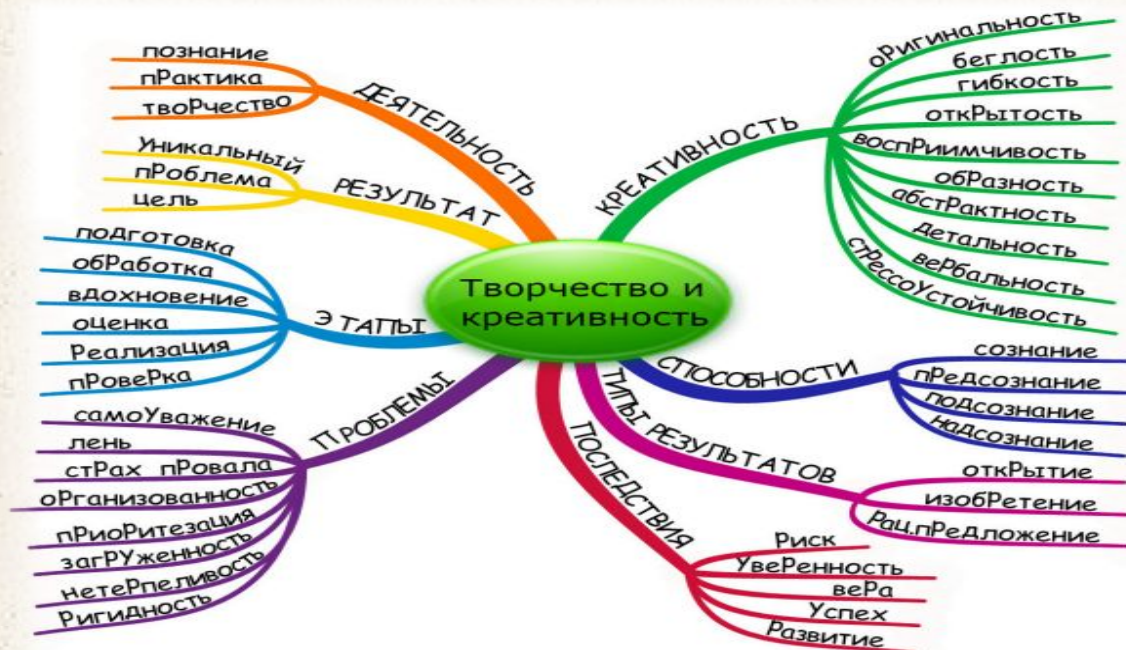 Творчество и
креативность
ДЕЯТЕЛЬНОСТЬ
познание
пРактика
твоРчество
РЕЗУЛЬТАТ
Уникальный
пРоблема
цель
ЭТАПЫ
подготовка
обРаботка
вдохновение
оценка
Реализация
пРовеРка
ПРОБЛЕМЫ
самоУважение
лень
стРах пРовала
оРганизованность
пРиоРитезация
загРУженность
нетеРпеливость
Ригидность
КРЕАТИВНОСТЬ
оРигинальность
беглость
гибкость
откРытость
воспРиимчивость
обРазность
абстРактность
детальность
веРбальность
стРессоУстойчивость
СПОСОБНОСТИ
сознание
пРедсознание
подсознание
надсознание
ТИПЫ РЕЗУЛЬТАТОВ
откРытие
изобРетение
Рац.пРедложение
ПОСЛЕДСТВИЯ
Риск
УвеРенность
веРа
Успех
Развитие